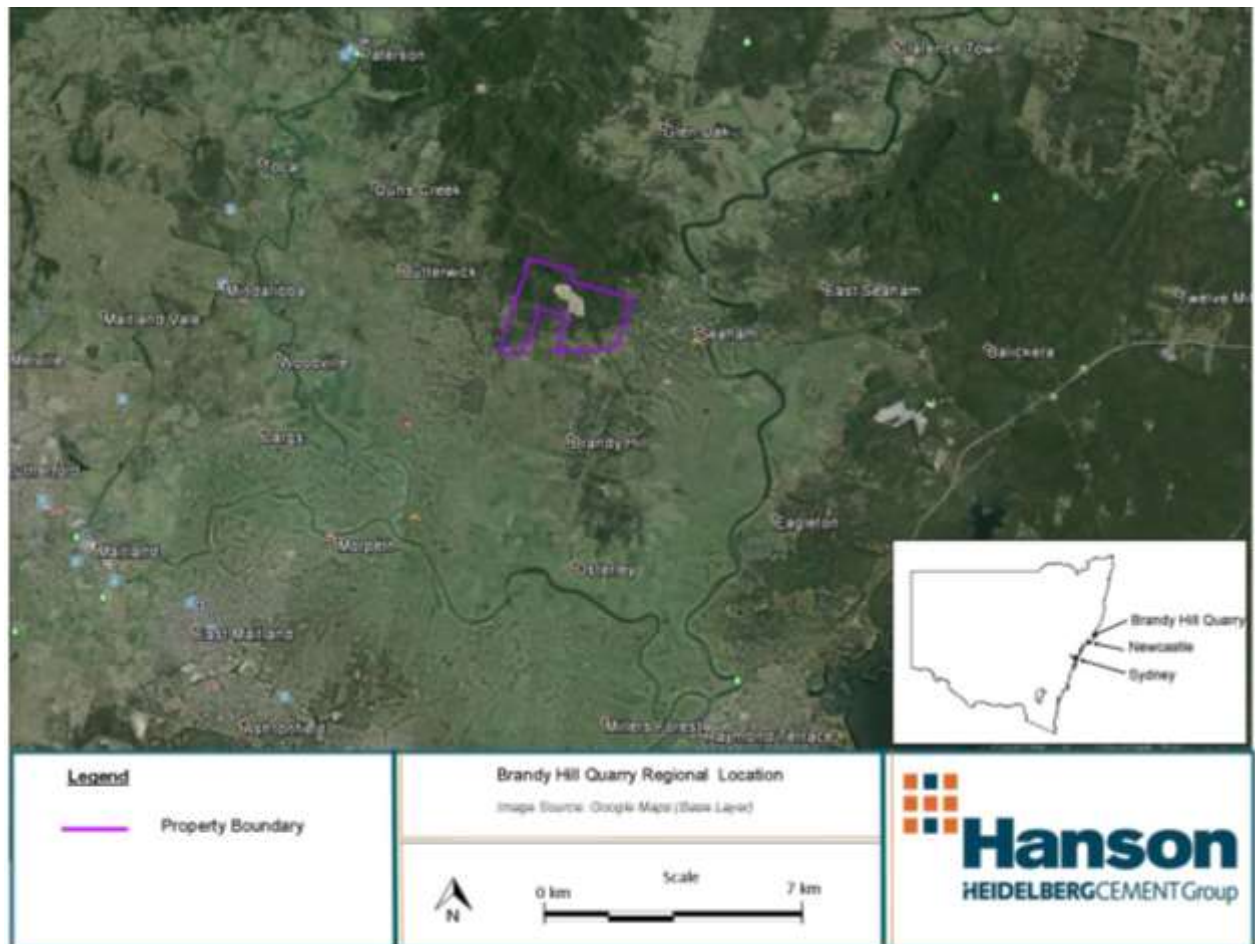 Paterson
Clarence Town
Glen Oak
Tocal
Duns Creek
Butterwick
Mindaribba
East Seaham
Maitland Vale
Seaham
Balickera
Woodville
Largs
Brandy Hill
Eagleton
Maitland
Morpeth
Osterley
East Maitland
Ashtonfield
Millers Forest
Raymond Terrace
Brandy Hill Quarry
Newcastle
Sydney
Legend
Property Boundary
Brandy Hill Quarry Regional Location
Image Source: Google Maps (Base Layer)
Scale
0 km
7 km
N
Hanson
HEIDELBERGCEMENTGroup